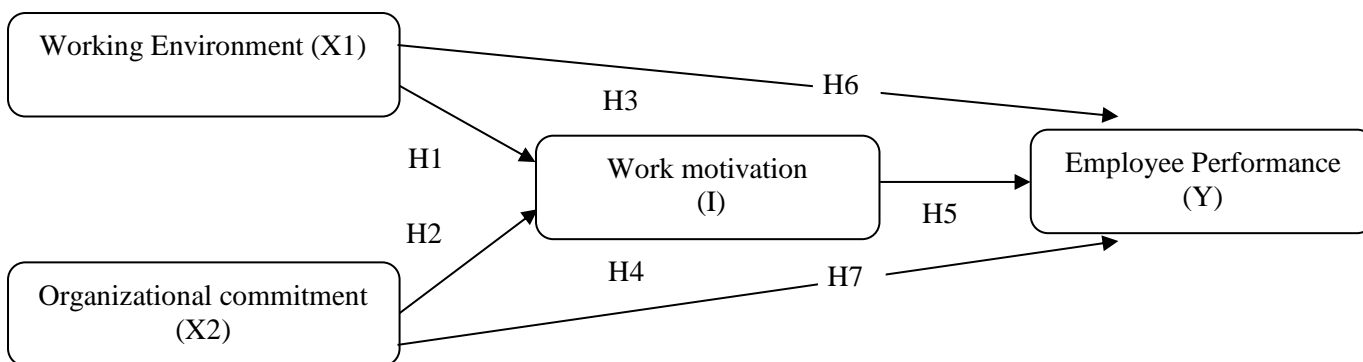 Working Environment (X1)
H6
H3
H1
Work motivation
(I)
Employee Performance
(Y)
H5
H2
H4
H7
Organizational commitment
(X2)